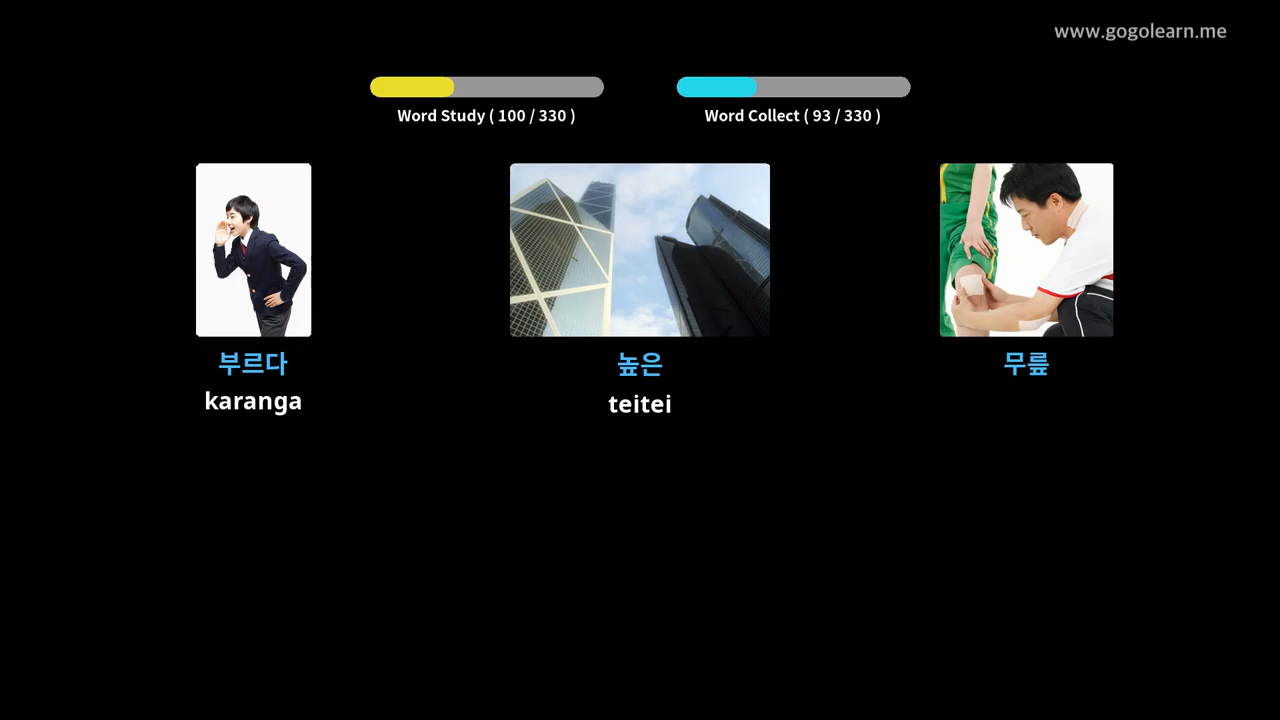 www.gogolearn.me
Word Study ( 100 / 330 )
Word Collect ( 93 / 330 )
부르다
높은
무릎
karanga
teitei